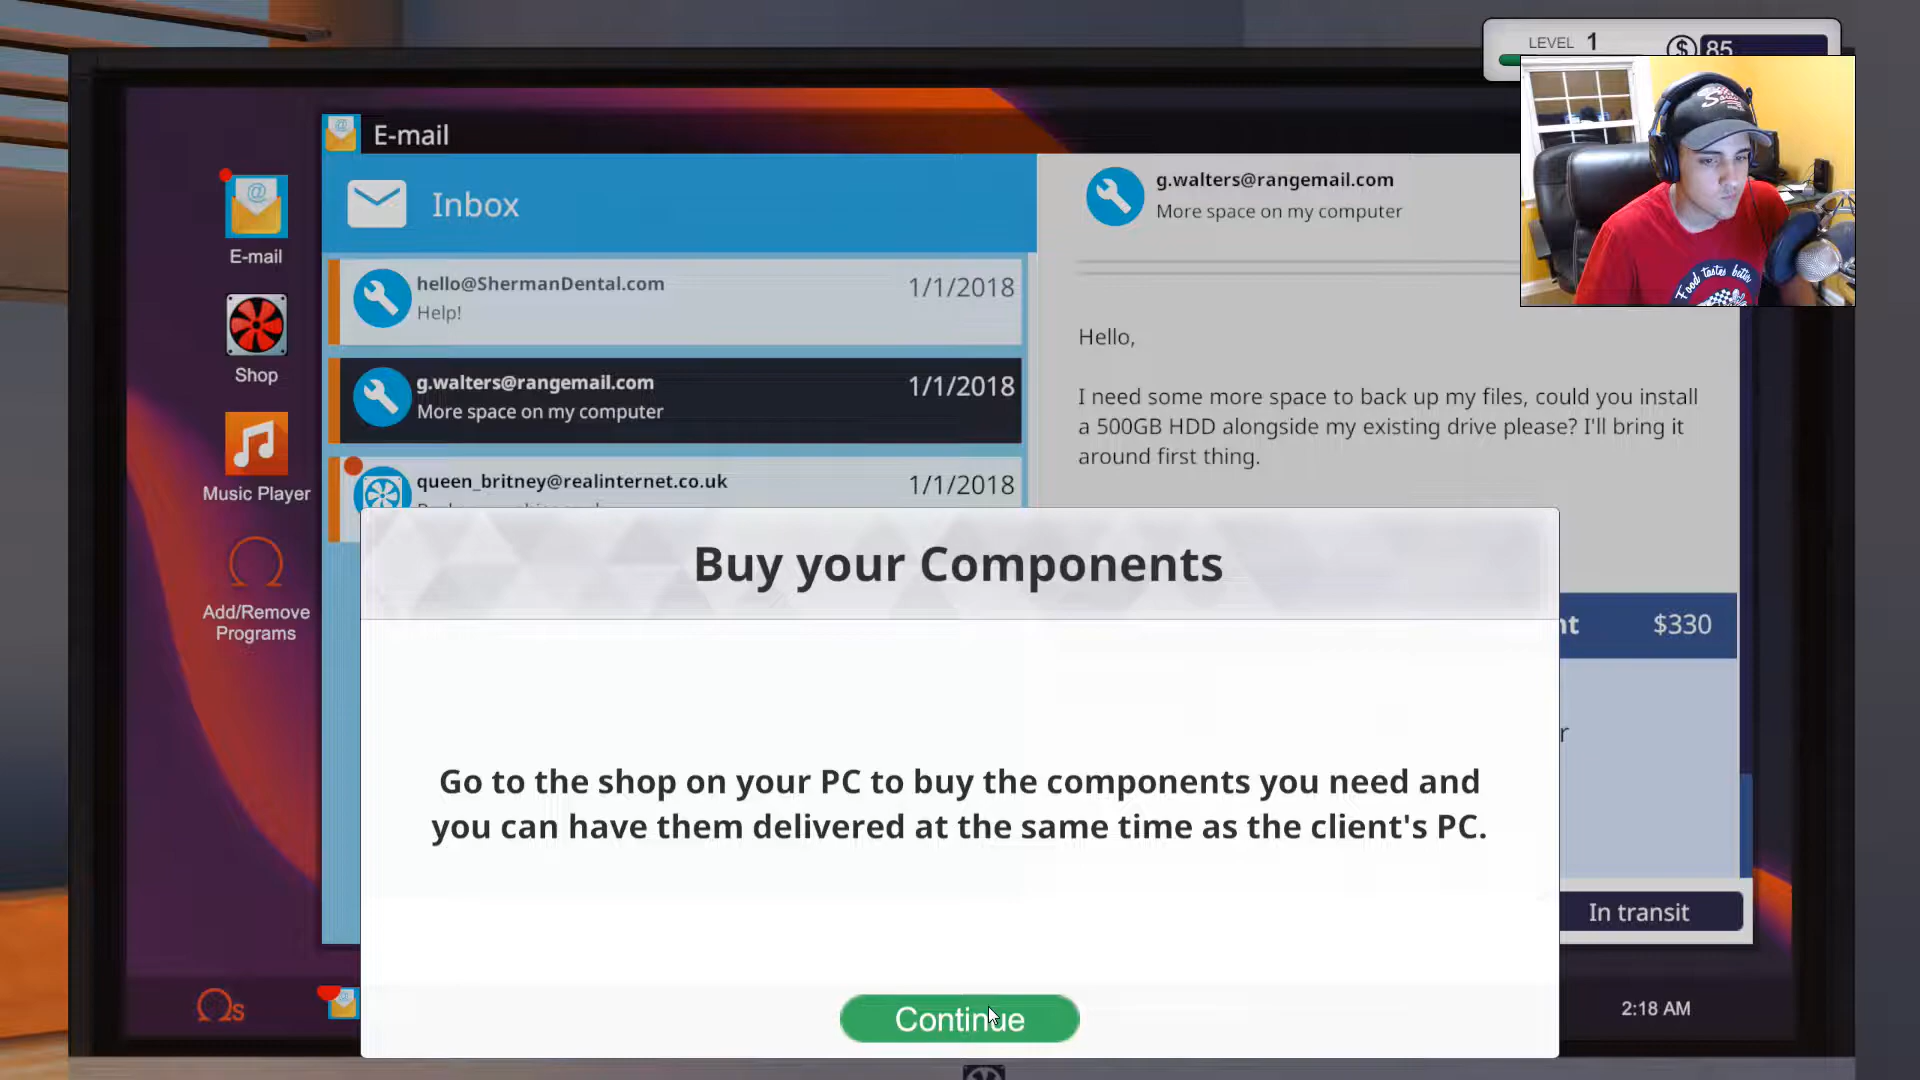 LEVEL 1
$ 85
E-mail
E-mail
Inbox
g.walters@rangemail.com
More space on my computer
Shop
hello@ShermanDental.com
1/1/2018
Help!
g.walters@rangemail.com
1/1/2018
More space on my computer
Music Player
queen_britney@realinternet.co.uk
1/1/2018
Add/Remove
Programs
Hello,
I need some more space to back up my files, could you install
a 500GB HDD alongside my existing drive please? I'll bring it
around first thing.
$330
Buy your Components
Go to the shop on your PC to buy the components you need and
you can have them delivered at the same time as the client's PC.
Continue
In transit
2:18 AM
Food tastes better